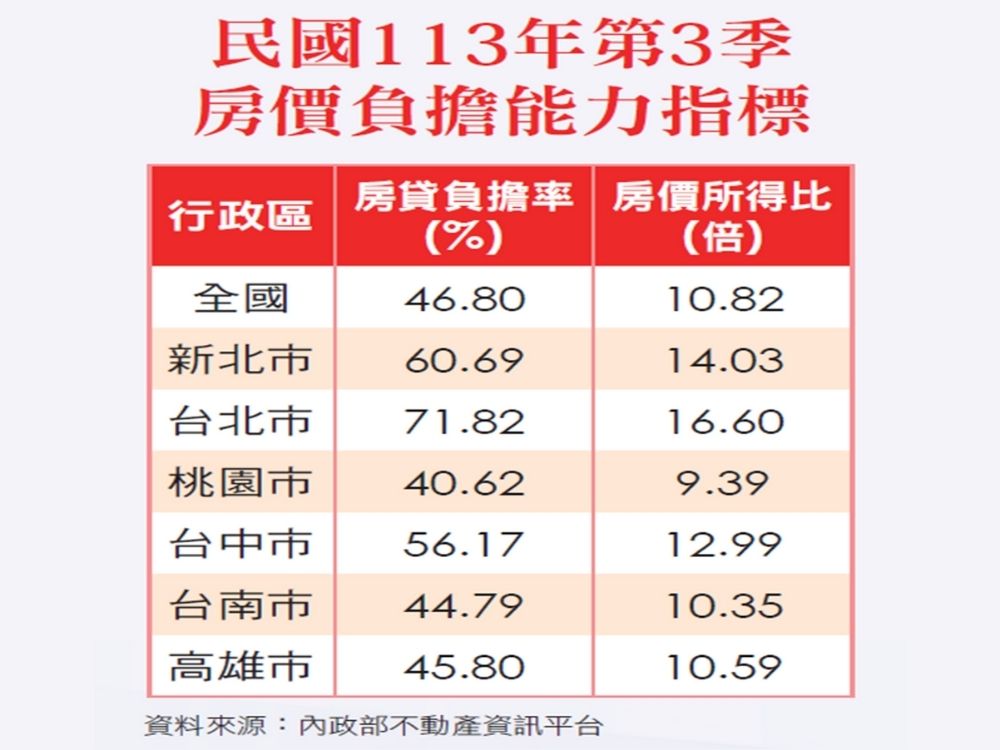 民國113年第3季
房價負擔能力指標
行政區 房貸負擔率(%) 房價所得比(倍)
全國 46.80 10.82
新北市 60.69 14.03
台北市 71.82 16.60
桃園市 40.62 9.39
台中市 56.17 12.99
台南市 44.79 10.35
高雄市 45.80 10.59
資料來源：內政部不動產資訊平台